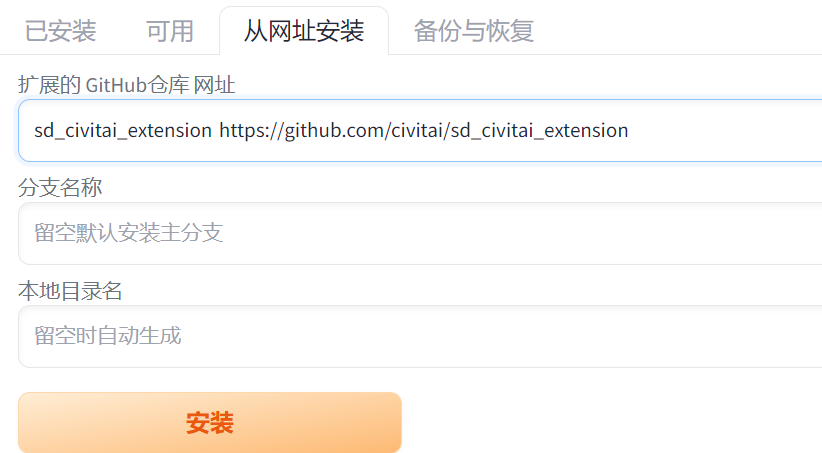 已安装 可用 从网址安装 备份与恢复
扩展的 GitHub仓库 网址
sd_civitai_extension https://github.com/civitai/sd_civitai_extension
分支名称
留空默认安装主分支
本地目录名
留空时自动生成
安装